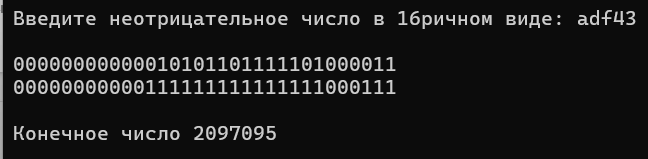 Введите неотрицательное число в 16ричном виде: adf43
00000000000010101101111101000011
00000000000111111111111111000111
Конечное число 2097095